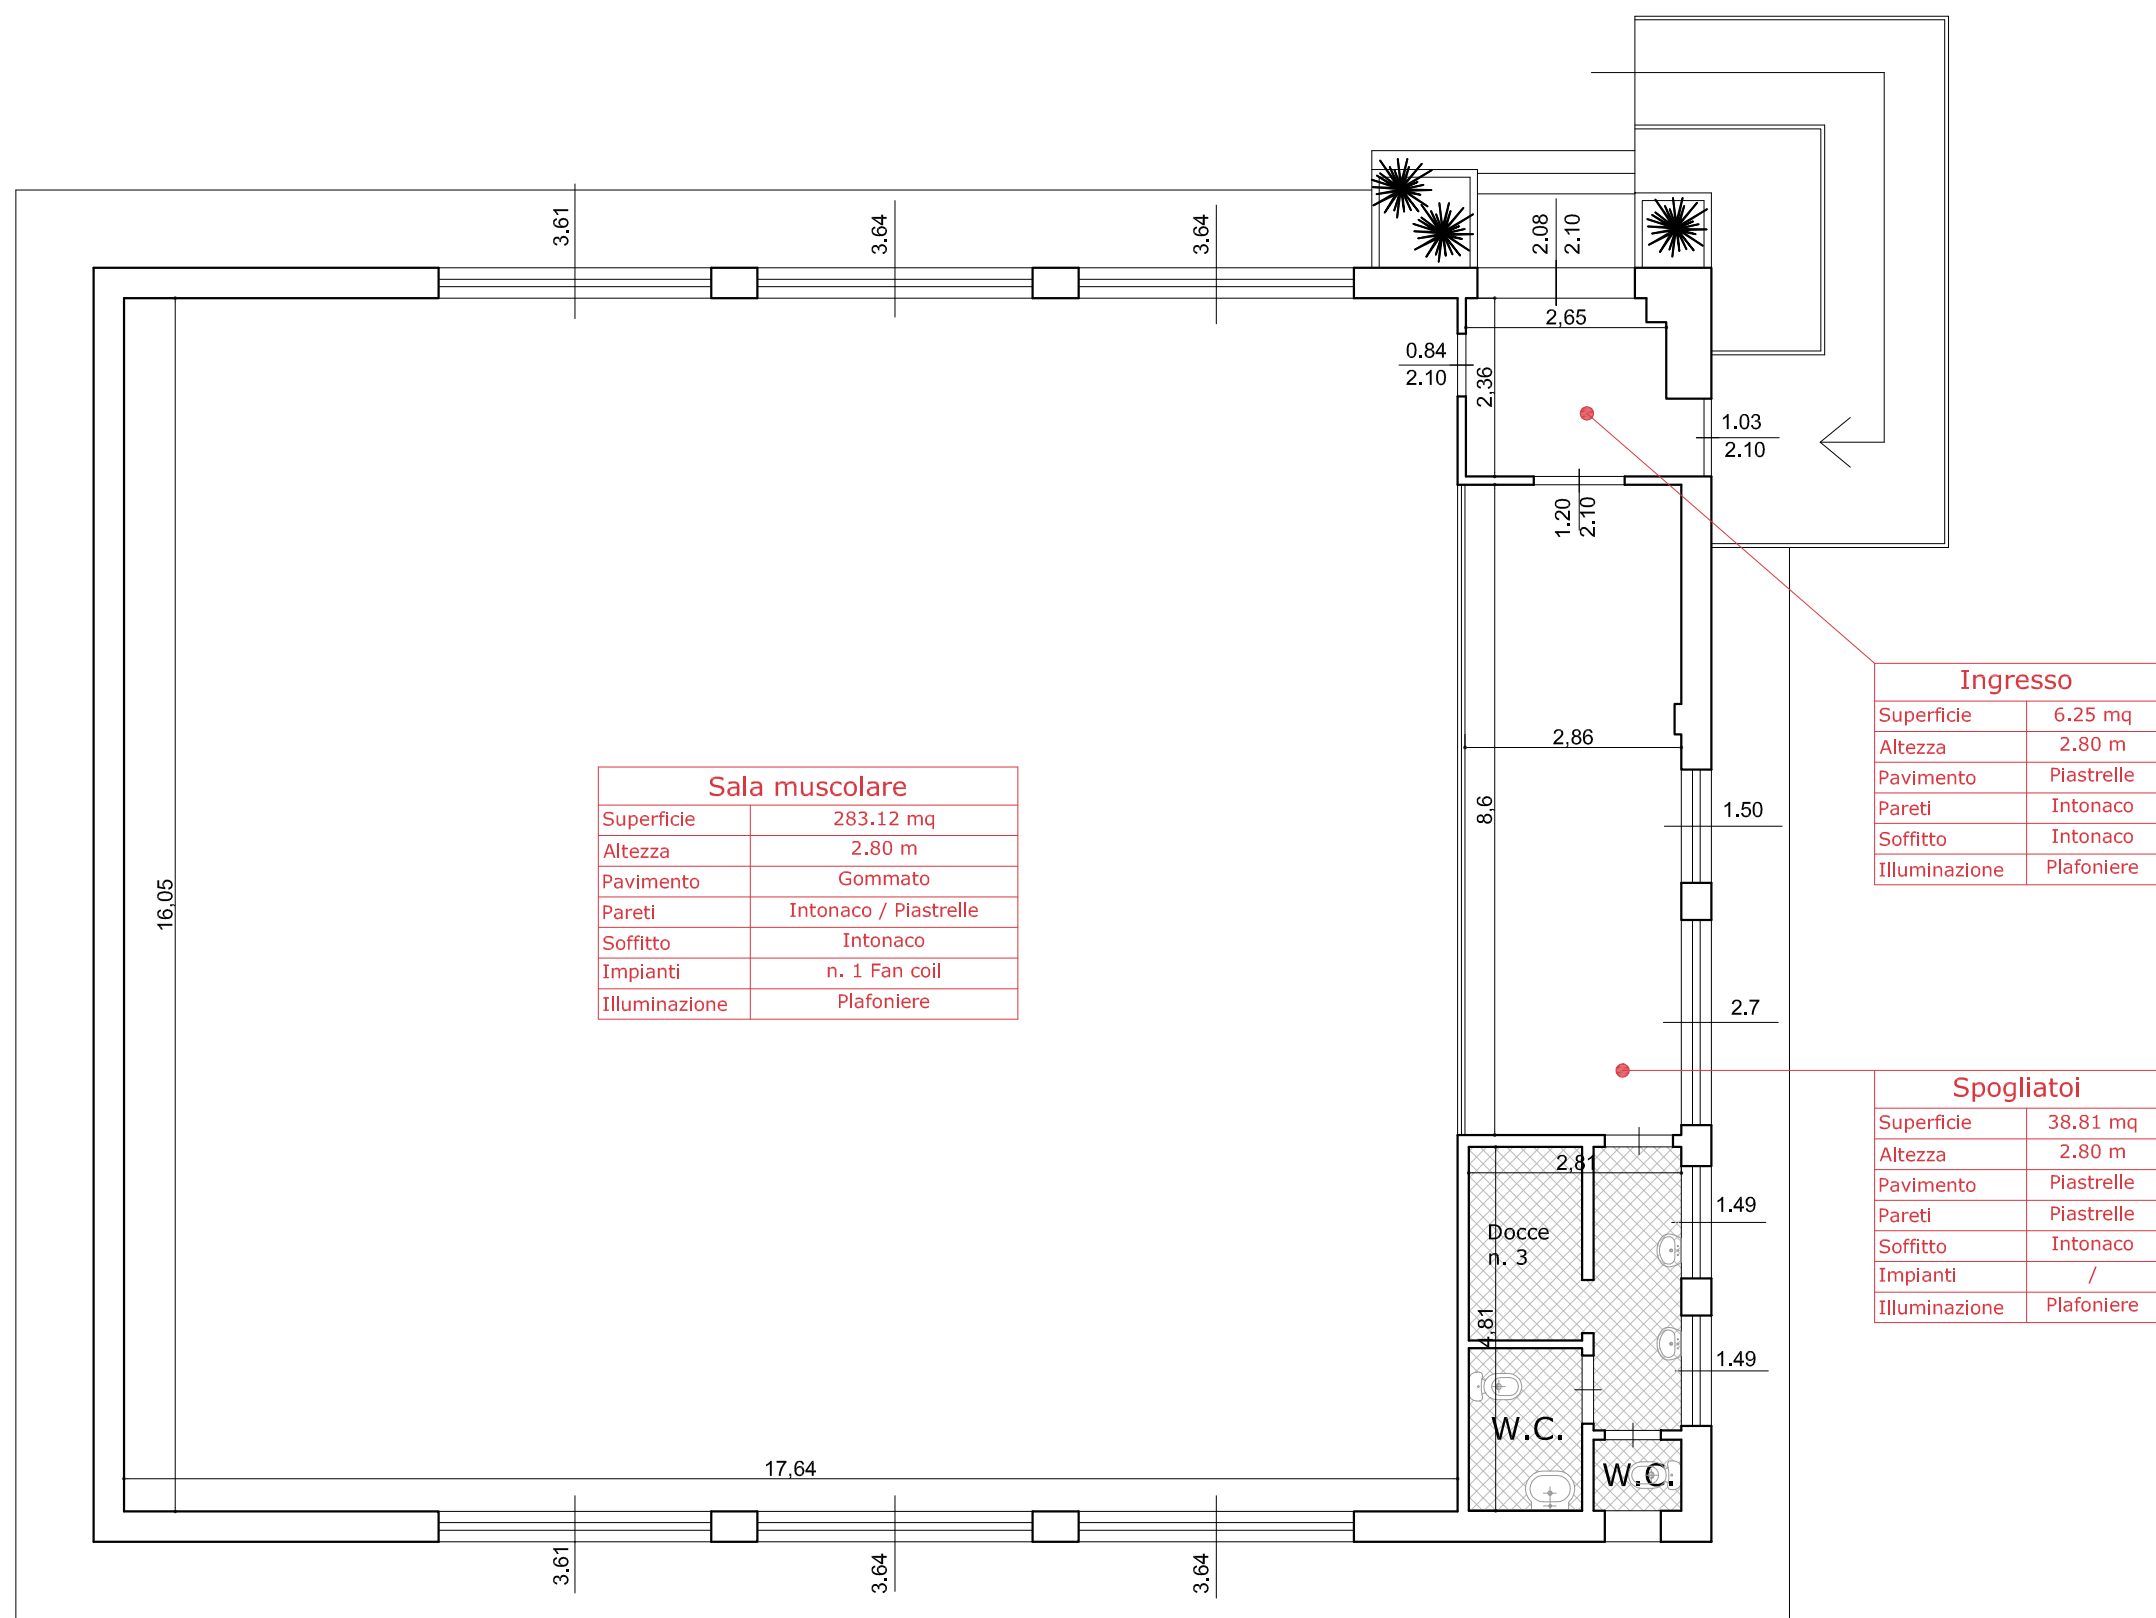 3.61
3.64
3.64
2.08
2.10
2,65
0.84
2.10
2,36
1.03
2.10
1.20
2.10
Ingresso
Superficie 6.25 mq
Altezza 2.80 m
Pavimento Piastrelle
Pareti Intonaco
Soffitto Intonaco
Illuminazione Plafoniere
2,86
8,6
1.50
Sala muscolare
Superficie 283.12 mq
Altezza 2.80 m
Pavimento Gommato
Pareti Intonaco / Piastrelle
Soffitto Intonaco
Impianti n. 1 Fan coil
Illuminazione Plafoniere
16,05
2.7
Spogliatoi
Superficie 38.81 mq
Altezza 2.80 m
Pavimento Piastrelle
Pareti Piastrelle
Soffitto Intonaco
Impianti /
Illuminazione Plafoniere
2,81
1.49
Docce
n. 3
4,81
1.49
W.C.
W.C.
17,64
3.61
3.64
3.64